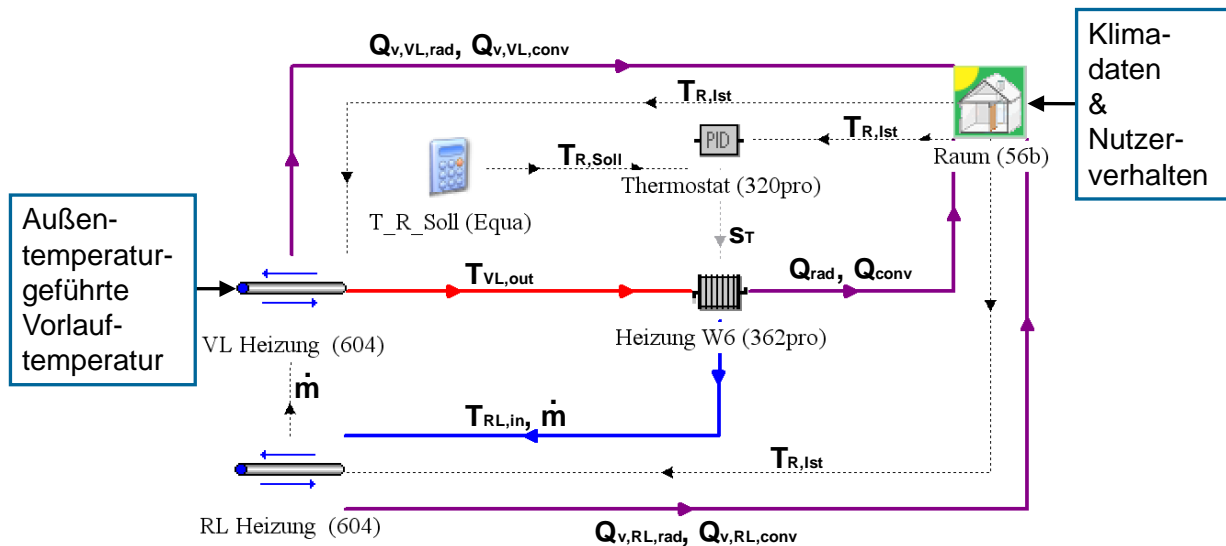 Qv,VL,rad, Qv,VL,conv
Klima-
daten
&
Nutzer-
verhalten
TR,Ist
TR,Ist
PID
Raum (56b)
TR,Soll
Thermostat (320pro)
T_R_Soll (Equa)
Außen-
temperatur-
geführte
Vorlauf-
temperatur
sT
TVL,out
Qrad, Qconv
VL Heizung (604)
Heizung W6 (362pro)
ṁ
TRL,in, ṁ
TR,Ist
RL Heizung (604)
Qv,RL,rad, Qv,RL,conv